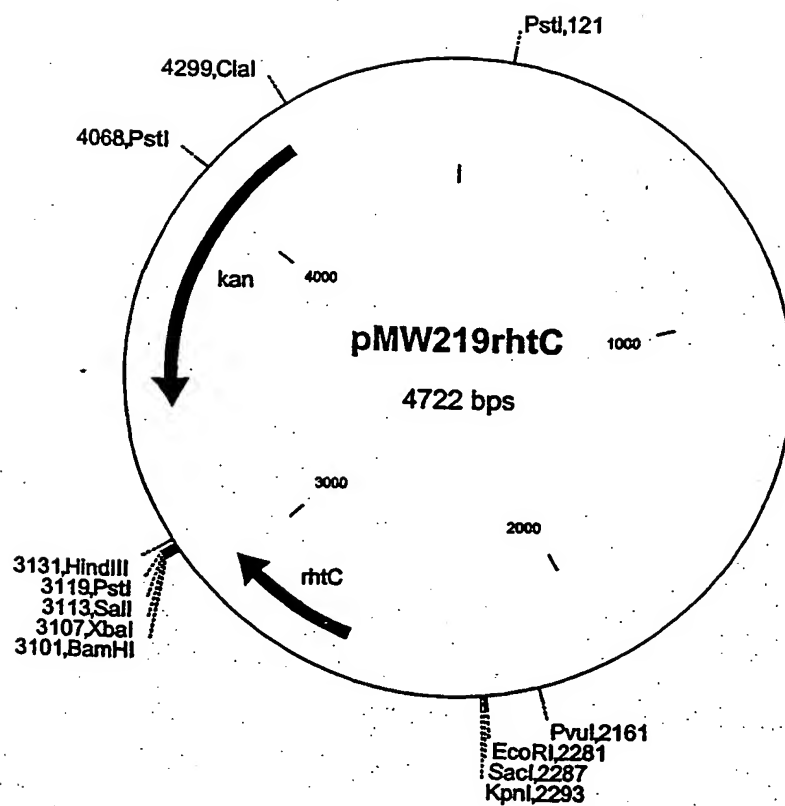 PstI,121
4299,ClaI
4068,PstI
kan
4000
pMW219rhtC
1000
4722 bps
3000
2000
rhtC
3131,HindIII
3119,PstI
3113,SalI
3107,XbaI
3101,BamHI
PvuI,2161
EcoRI,2281
SacI,2287
KpnI,2293